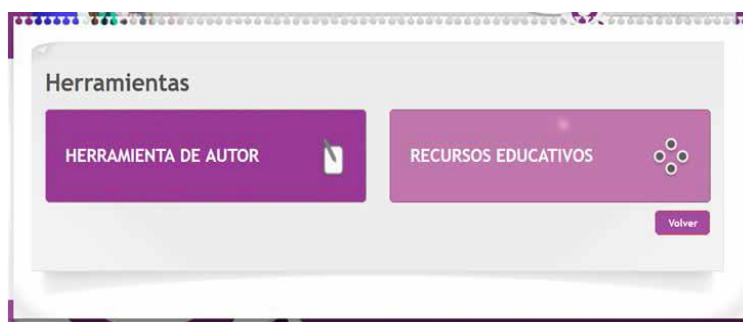 Herramientas
HERRAMIENTA DE AUTOR
RECURSOS EDUCATIVOS
Volver